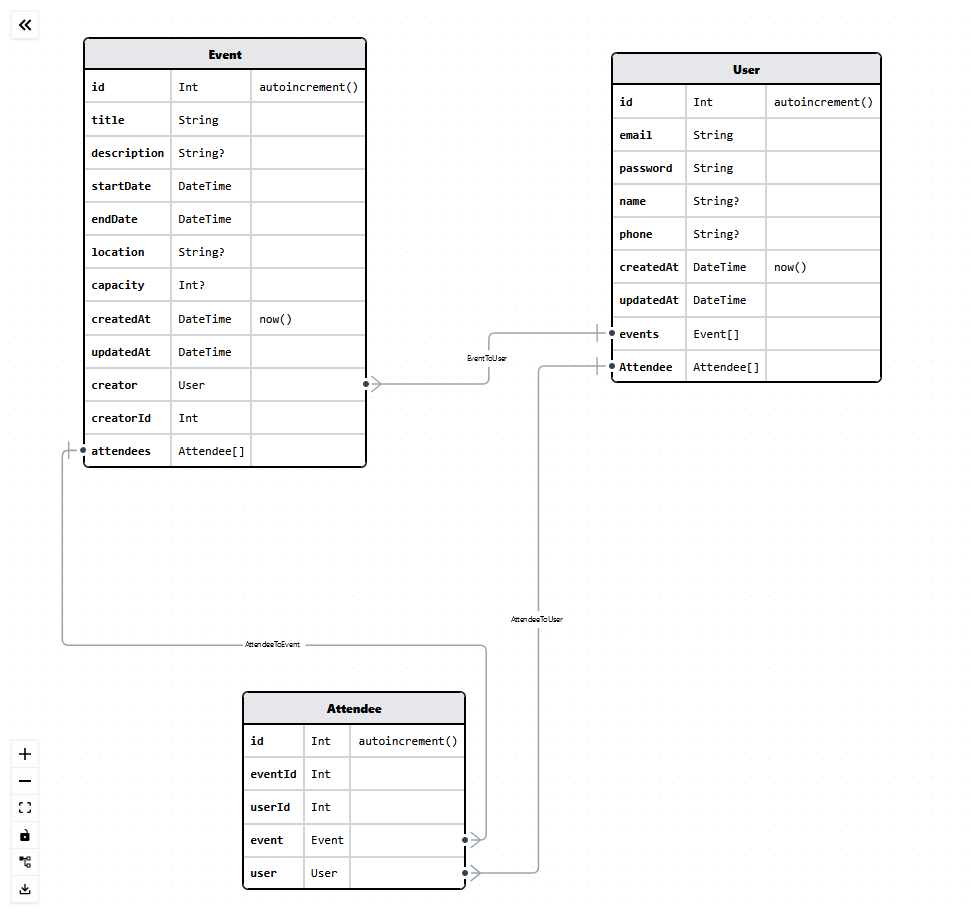 Event
id Int autoincrement()
title String
description String?
startDate DateTime
endDate DateTime
location String?
capacity Int?
createdAt DateTime now()
updatedAt DateTime
creator User
creatorId Int
attendees Attendee[]
User
id Int autoincrement()
email String
password String
name String?
phone String?
createdAt DateTime now()
updatedAt DateTime
events Event[]
Attendee Attendee[]
EventToUser
AttendeeToUser
AttendeeToEvent
Attendee
id Int autoincrement()
eventId Int
userId Int
event Event
user User